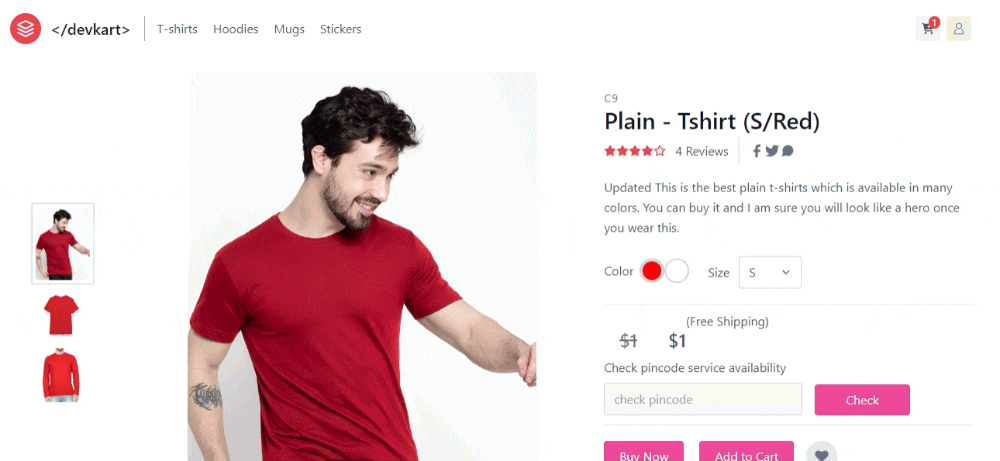 </devkart> T-shirts Hoodies Mugs Stickers 1
C9
Plain - Tshirt (S/Red)
4 Reviews
Updated This is the best plain t-shirts which is available in many
colors. You can buy it and I am sure you will look like a hero once
you wear this.
Color Size S
(Free Shipping)
$1 $1
Check pincode service availability
check pincode Check
Buy Now Add to Cart